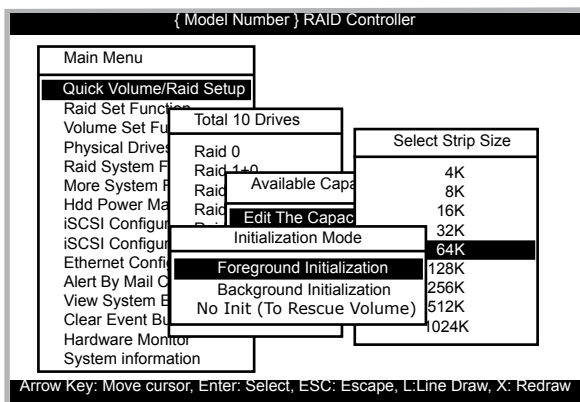 { Model Number } RAID Controller
Main Menu
Quick Volume/Raid Setup
Raid Set Function
Volume Set Fu
Physical Drives
Raid System F
More System F
Hdd Power Ma
iSCSI Configur
iSCSI Configur
Ethernet Config
Alert By Mail C
View System E
Clear Event Bu
Hardware Monitor
System information
Total 10 Drives
Raid 0
Raid 1+0
Raid
Raid
Available Capa
Edit The Capac
Initialization Mode
Foreground Initialization
Background Initialization
No Init (To Rescue Volume)
Select Strip Size
4K
8K
16K
32K
64K
128K
256K
512K
1024K
Arrow Key: Move cursor, Enter: Select, ESC: Escape, L:Line Draw, X: Redraw